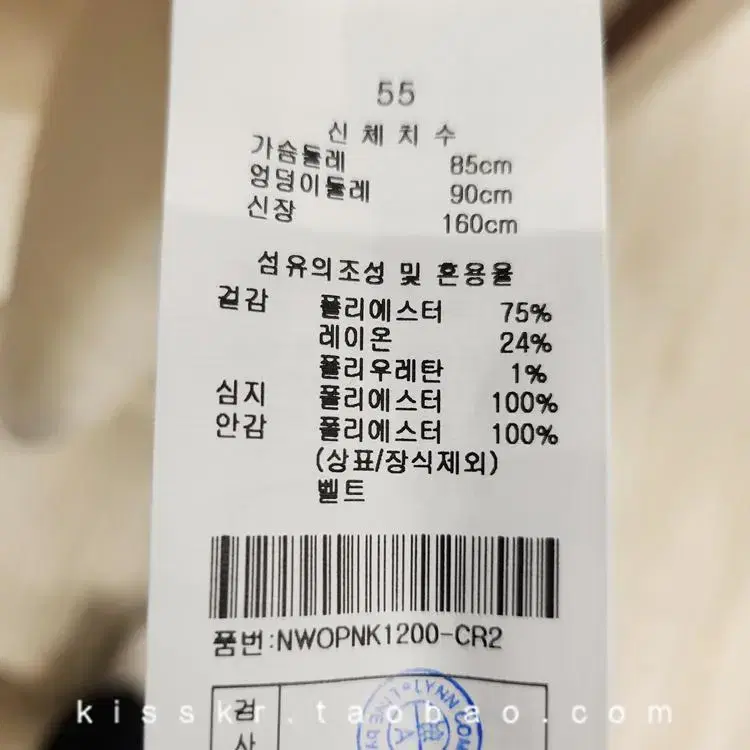 55
신체치수
가슴둘레 85cm
엉덩이둘레 90cm
신장 160cm
섬유의조성 및 혼용율
겉감 폴리에스터 75%
레이온 24%
폴리우레탄 1%
심지 폴리에스터 100%
안감 폴리에스터 100%
(상표/장식제외)
벨트
품번:NWOPNK1200-CR2
검
사
LYNN
kisskr.taobao.com